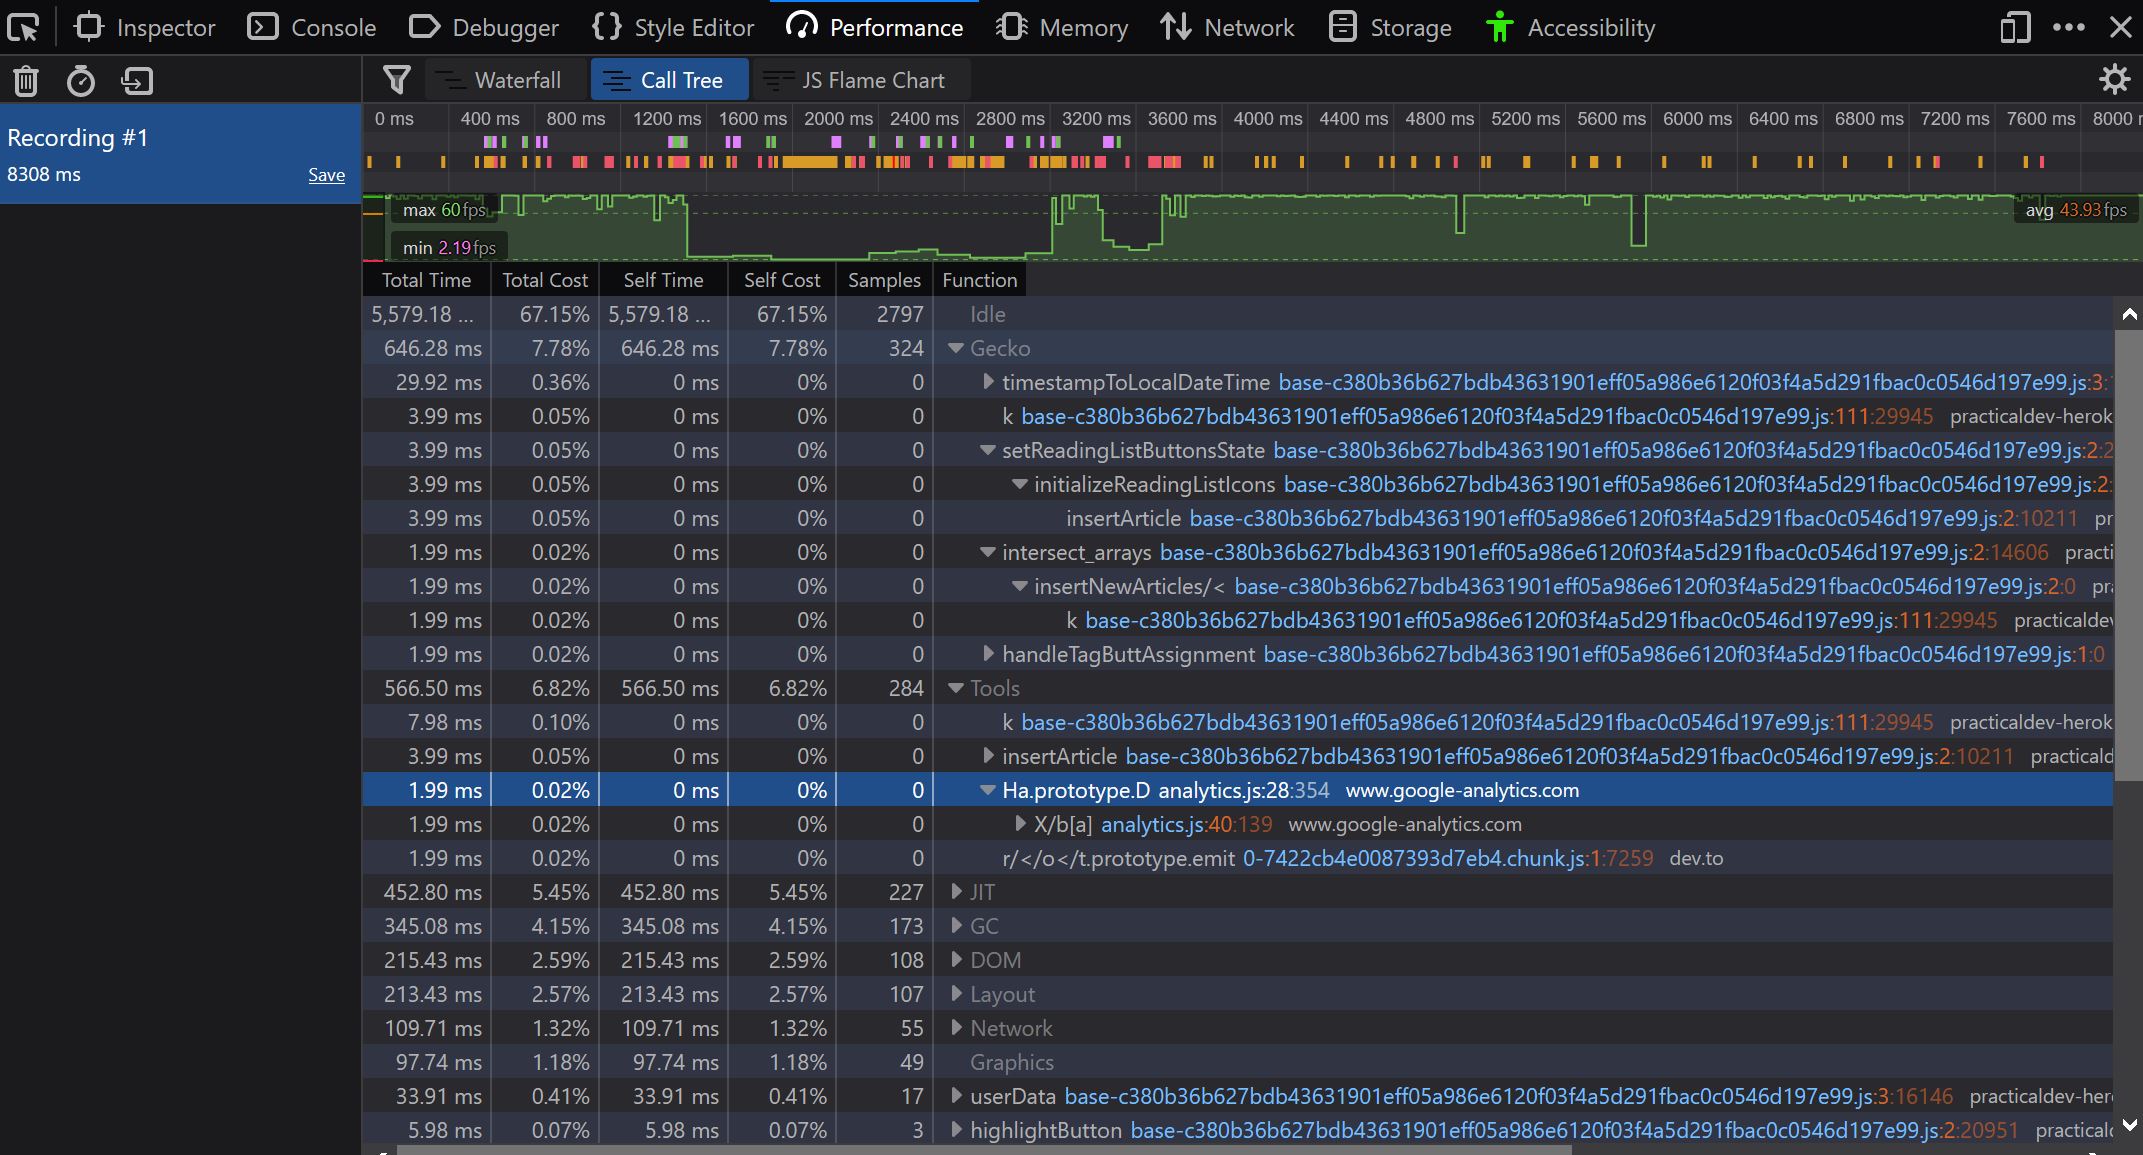 Inspector Console Debugger {} Style Editor Performance Memory Network Storage Accessibility
Waterfall Call Tree JS Flame Chart
0 ms 400 ms 800 ms 1200 ms 1600 ms 2000 ms 2400 ms 2800 ms 3200 ms 3600 ms 4000 ms 4400 ms 4800 ms 5200 ms 5600 ms 6000 ms 6400 ms 6800 ms 7200 ms 7600 ms 8000 m
Recording #1
8308 ms Save
max 60fps
avg 43.93fps
min 2.19fps
Total Time Total Cost Self Time Self Cost Samples Function
5,579.18 ... 67.15% 5,579.18 ... 67.15% 2797 Idle
646.28 ms 7.78% 646.28 ms 7.78% 324 Gecko
29.92 ms 0.36% 0 ms 0% 0 timestampToLocalDateTime base-c380b36b627bdb43631901eff05a986e6120f03f4a5d291fbac0c0546d197e99.js:3:
3.99 ms 0.05% 0 ms 0% 0 k base-c380b36b627bdb43631901eff05a986e6120f03f4a5d291fbac0c0546d197e99.js:111:29945 practicaldev-herok
3.99 ms 0.05% 0 ms 0% 0 setReadingListButtonsState base-c380b36b627bdb43631901eff05a986e6120f03f4a5d291fbac0c0546d197e99.js:2:2
3.99 ms 0.05% 0 ms 0% 0 initializeReadingListIcons base-c380b36b627bdb43631901eff05a986e6120f03f4a5d291fbac0c0546d197e99.js:2:
3.99 ms 0.05% 0 ms 0% 0 insertArticle base-c380b36b627bdb43631901eff05a986e6120f03f4a5d291fbac0c0546d197e99.js:2:10211 pr
1.99 ms 0.02% 0 ms 0% 0 intersect_arrays base-c380b36b627bdb43631901eff05a986e6120f03f4a5d291fbac0c0546d197e99.js:2:14606 practi
1.99 ms 0.02% 0 ms 0% 0 insertNewArticles/< base-c380b36b627bdb43631901eff05a986e6120f03f4a5d291fbac0c0546d197e99.js:2:0 pr
1.99 ms 0.02% 0 ms 0% 0 k base-c380b36b627bdb43631901eff05a986e6120f03f4a5d291fbac0c0546d197e99.js:111:29945 practicaldev
1.99 ms 0.02% 0 ms 0% 0 handleTagButtAssignment base-c380b36b627bdb43631901eff05a986e6120f03f4a5d291fbac0c0546d197e99.js:1:0
566.50 ms 6.82% 566.50 ms 6.82% 284 Tools
7.98 ms 0.10% 0 ms 0% 0 k base-c380b36b627bdb43631901eff05a986e6120f03f4a5d291fbac0c0546d197e99.js:111:29945 practicaldev-herok
3.99 ms 0.05% 0 ms 0% 0 insertArticle base-c380b36b627bdb43631901eff05a986e6120f03f4a5d291fbac0c0546d197e99.js:2:10211 practicald
1.99 ms 0.02% 0 ms 0% 0 Ha.prototype.D analytics.js:28:354 www.google-analytics.com
1.99 ms 0.02% 0 ms 0% 0 X/b[a] analytics.js:40:139 www.google-analytics.com
1.99 ms 0.02% 0 ms 0% 0 r/</o</t.prototype.emit 0-7422cb4e0087393d7eb4.chunk.js:1:7259 dev.to
452.80 ms 5.45% 452.80 ms 5.45% 227 JIT
345.08 ms 4.15% 345.08 ms 4.15% 173 GC
215.43 ms 2.59% 215.43 ms 2.59% 108 DOM
213.43 ms 2.57% 213.43 ms 2.57% 107 Layout
109.71 ms 1.32% 109.71 ms 1.32% 55 Network
97.74 ms 1.18% 97.74 ms 1.18% 49 Graphics
33.91 ms 0.41% 33.91 ms 0.41% 17 userData base-c380b36b627bdb43631901eff05a986e6120f03f4a5d291fbac0c0546d197e99.js:3:16146 practicaldev-her
5.98 ms 0.07% 5.98 ms 0.07% 3 highlightButton base-c380b36b627bdb43631901eff05a986e6120f03f4a5d291fbac0c0546d197e99.js:2:20951 practical